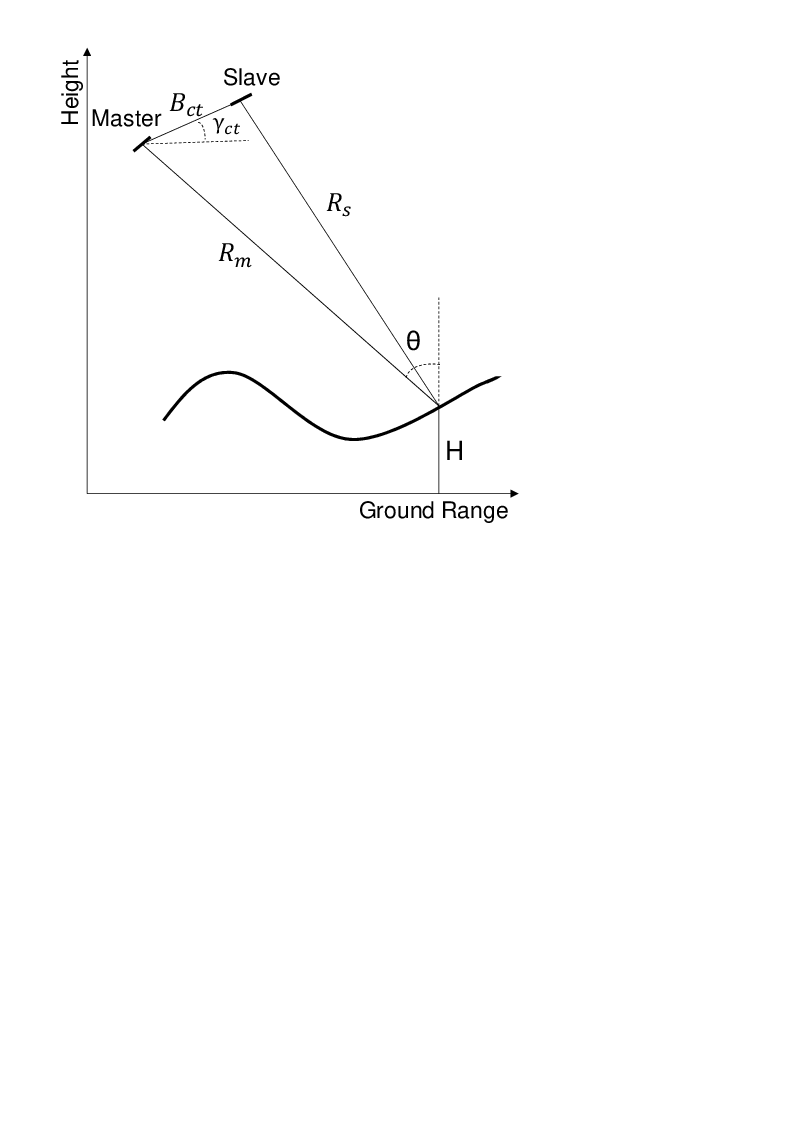 Height
Slave
B_ct
Master
γ_ct
R_s
R_m
θ
H
Ground Range